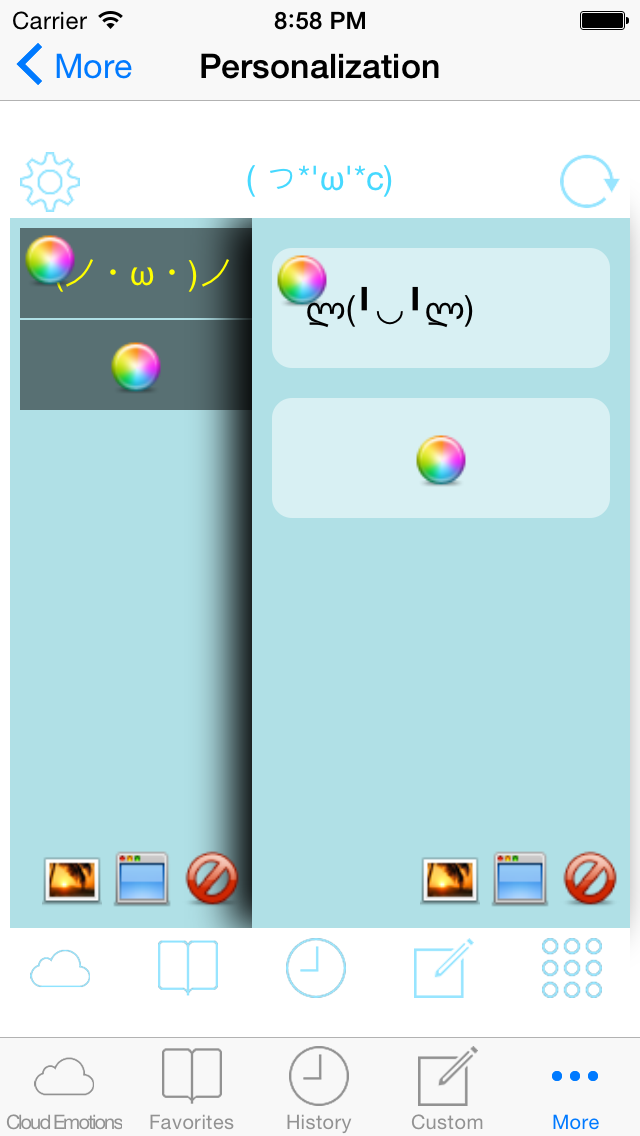 Carrier 8:58 PM
More Personalization
( つ*'ω'*c)
(ノ・ω・)ノ
ლ(╹◡╹ლ)
Cloud Emotions Favorites History Custom More